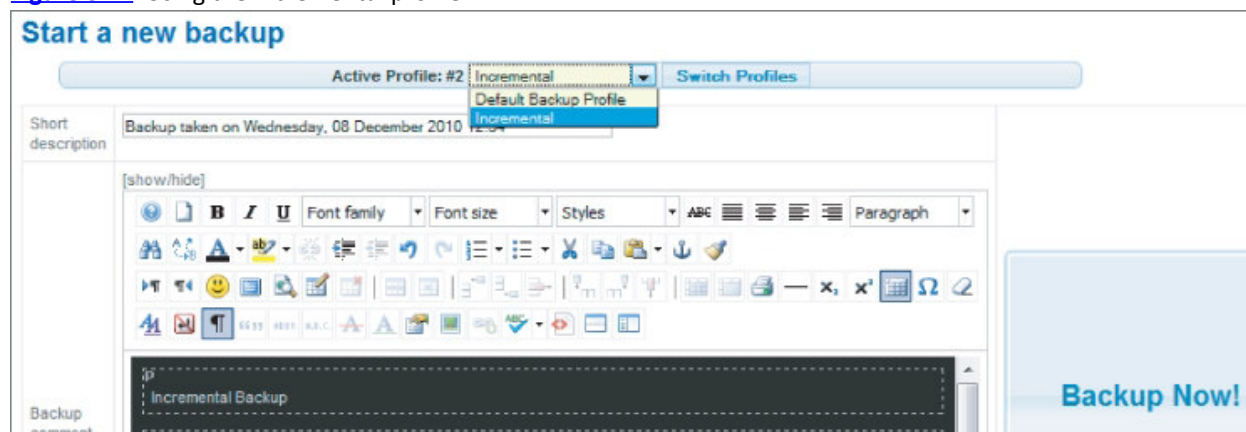 Start a new backup
Active Profile: #2 Incremental Switch Profiles
Default Backup Profile
Incremental
Short description
Backup taken on Wednesday, 08 December 2010
[show/hide]
B I U Font family Font size Styles ABC Paragraph
p
Incremental Backup
Backup Now!
Backup